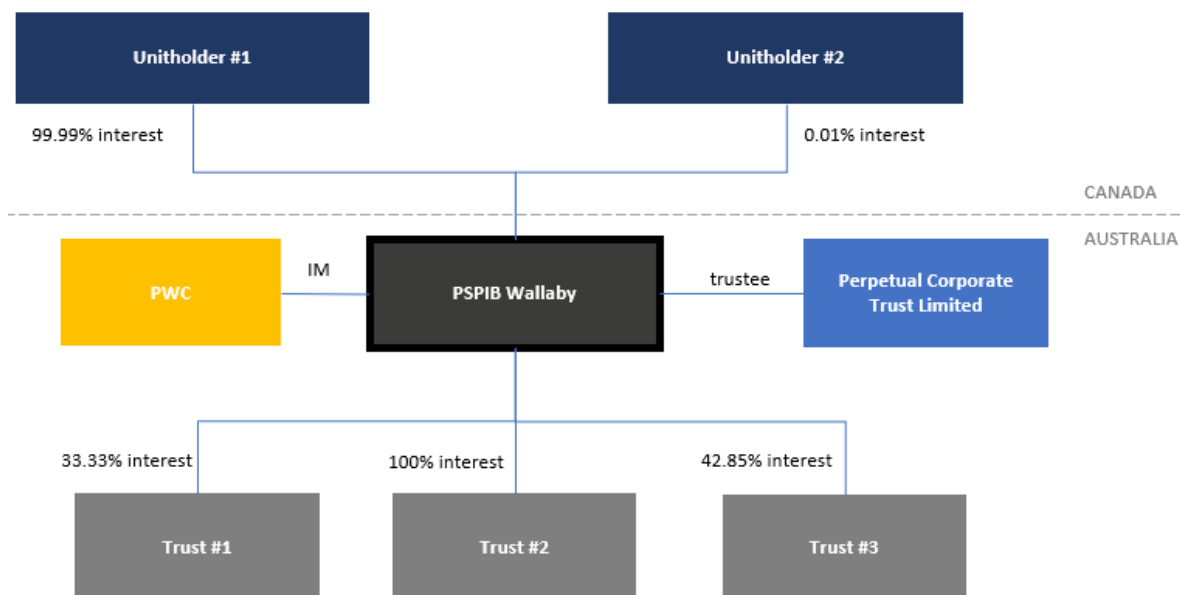 Unitholder #1
Unitholder #2
99.99% interest
0.01% interest
CANADA
AUSTRALIA
PWC
IM
PSPIB Wallaby
trustee
Perpetual Corporate
Trust Limited
33.33% interest
100% interest
42.85% interest
Trust #1
Trust #2
Trust #3